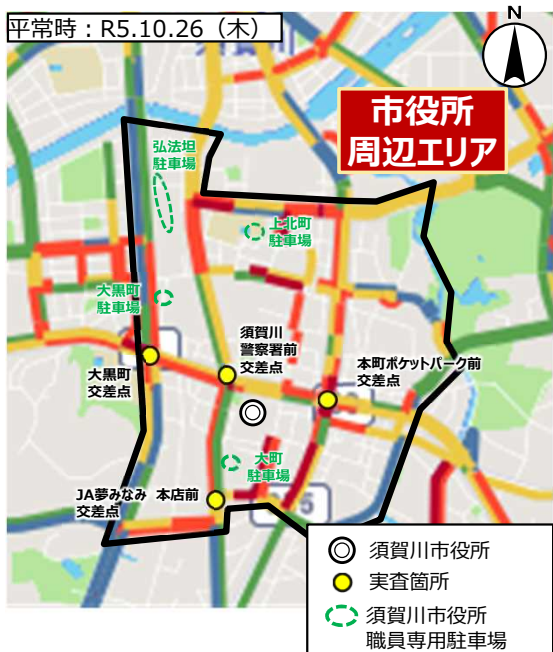 平常時：R5.10.26（木）
N
須賀川
市役所
周辺エリア
弘法坦
駐車場
上北町
駐車場
大黒町
駐車場
須賀川
警察署前
交差点
大黒町
交差点
本町ポケットパーク前
交差点
大町
駐車場
JA夢みなみ 本店前
交差点
須賀川市役所
実査箇所
須賀川市役所
職員専用駐車場